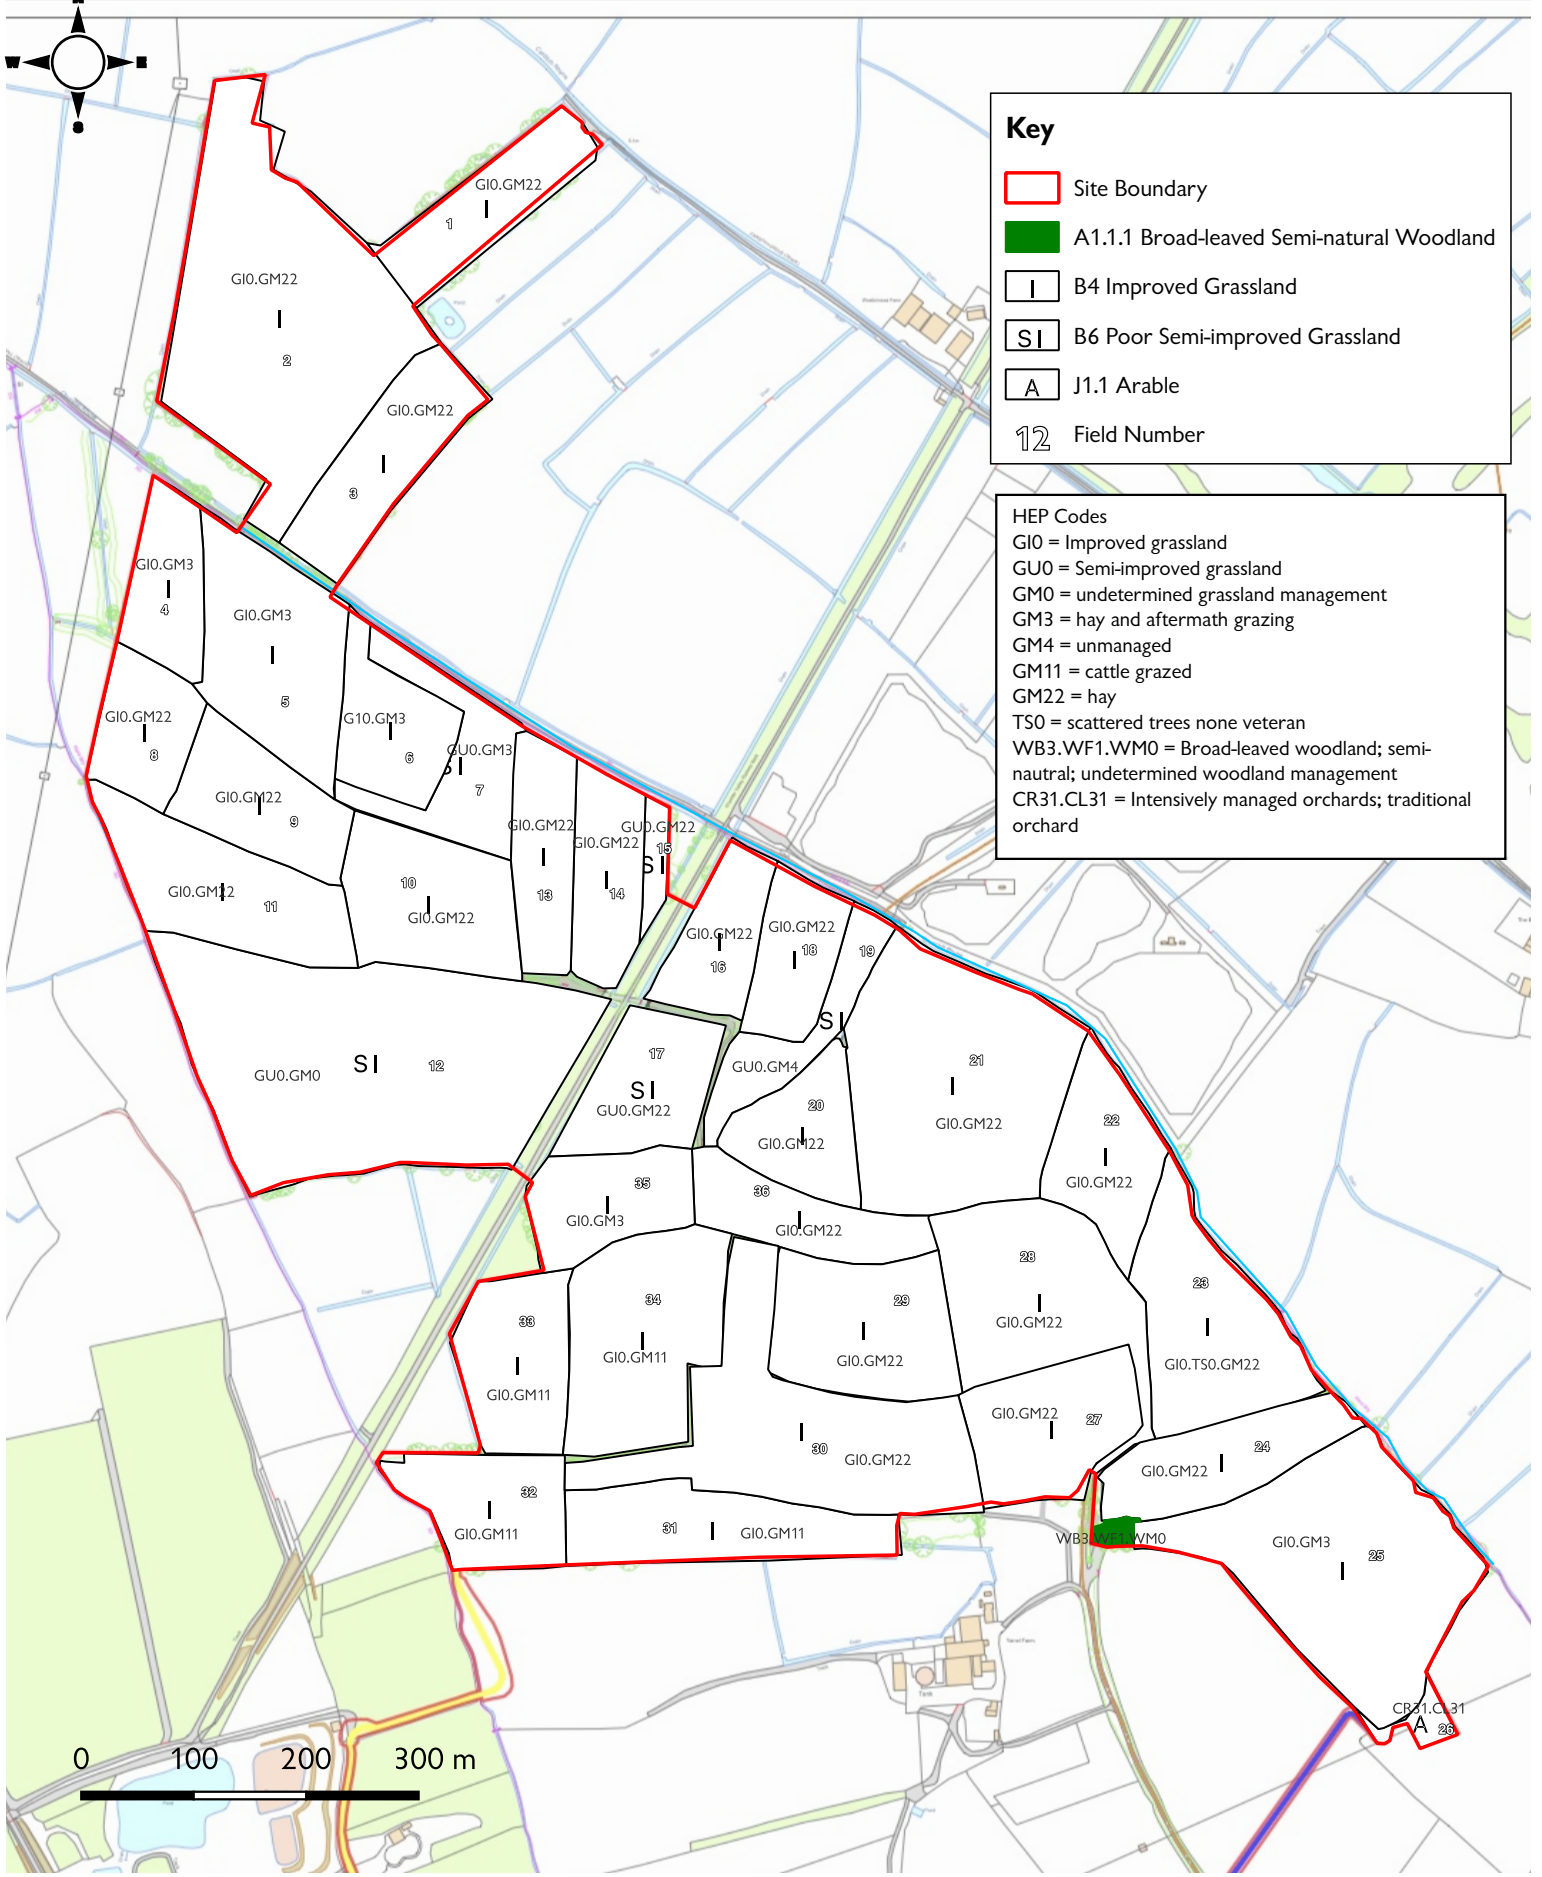 W
E
S
Key
Site Boundary
A1.1.1 Broad-leaved Semi-natural Woodland
I
B4 Improved Grassland
SI
B6 Poor Semi-improved Grassland
A
J1.1 Arable
12
Field Number
HEP Codes
GI0 = Improved grassland
GU0 = Semi-improved grassland
GM0 = undetermined grassland management
GM3 = hay and aftermath grazing
GM4 = unmanaged
GM11 = cattle grazed
GM22 = hay
TS0 = scattered trees none veteran
WB3.WF1.WM0 = Broad-leaved woodland; semi-
nautral; undetermined woodland management
CR31.CL31 = Intensively managed orchards; traditional
orchard
GI0.GM22
I
1
GI0.GM22
I
2
GI0.GM22
I
3
GI0.GM3
I
4
GI0.GM3
I
5
G10.GM3
I
6
GU0.GM3
SI
7
GI0.GM22
I
8
GI0.GM22
I
9
10
I
GI0.GM22
GI0.GM22
I
11
GU0.GM0
SI
12
GI0.GM22
I
13
GI0.GM22
I
14
GU0.GM22
15
SI
GI0.GM22
I
16
17
SI
GU0.GM22
GI0.GM22
18
I
19
SI
GU0.GM4
20
I
GI0.GM22
21
I
GI0.GM22
22
I
GI0.GM22
23
I
GI0.TS0.GM22
24
I
GI0.GM22
GI0.GM3
25
I
CR31.CL31
A
26
GI0.GM22
27
I
28
I
GI0.GM22
29
I
GI0.GM22
I
30
GI0.GM22
31
I
GI0.GM11
32
I
GI0.GM11
33
I
GI0.GM11
34
I
GI0.GM11
35
I
GI0.GM3
36
I
GI0.GM22
WB3.WF1.WM0
Tank
0 100 200 300 m